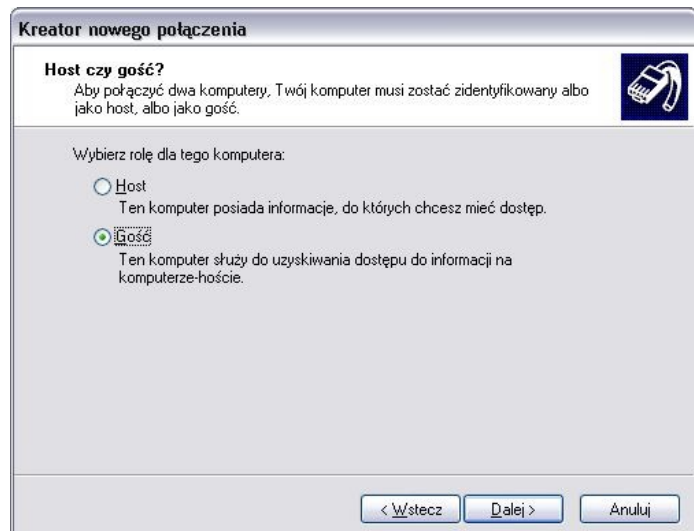 Kreator nowego połączenia
Host czy gość?
Aby połączyć dwa komputery, Twój komputer musi zostać zidentyfikowany albo
jako host, albo jako gość.
Wybierz rolę dla tego komputera:
Host
Ten komputer posiada informacje, do których chcesz mieć dostęp.
Gość
Ten komputer służy do uzyskiwania dostępu do informacji na
komputerze-hoście.
< Wstecz Dalej > Anuluj